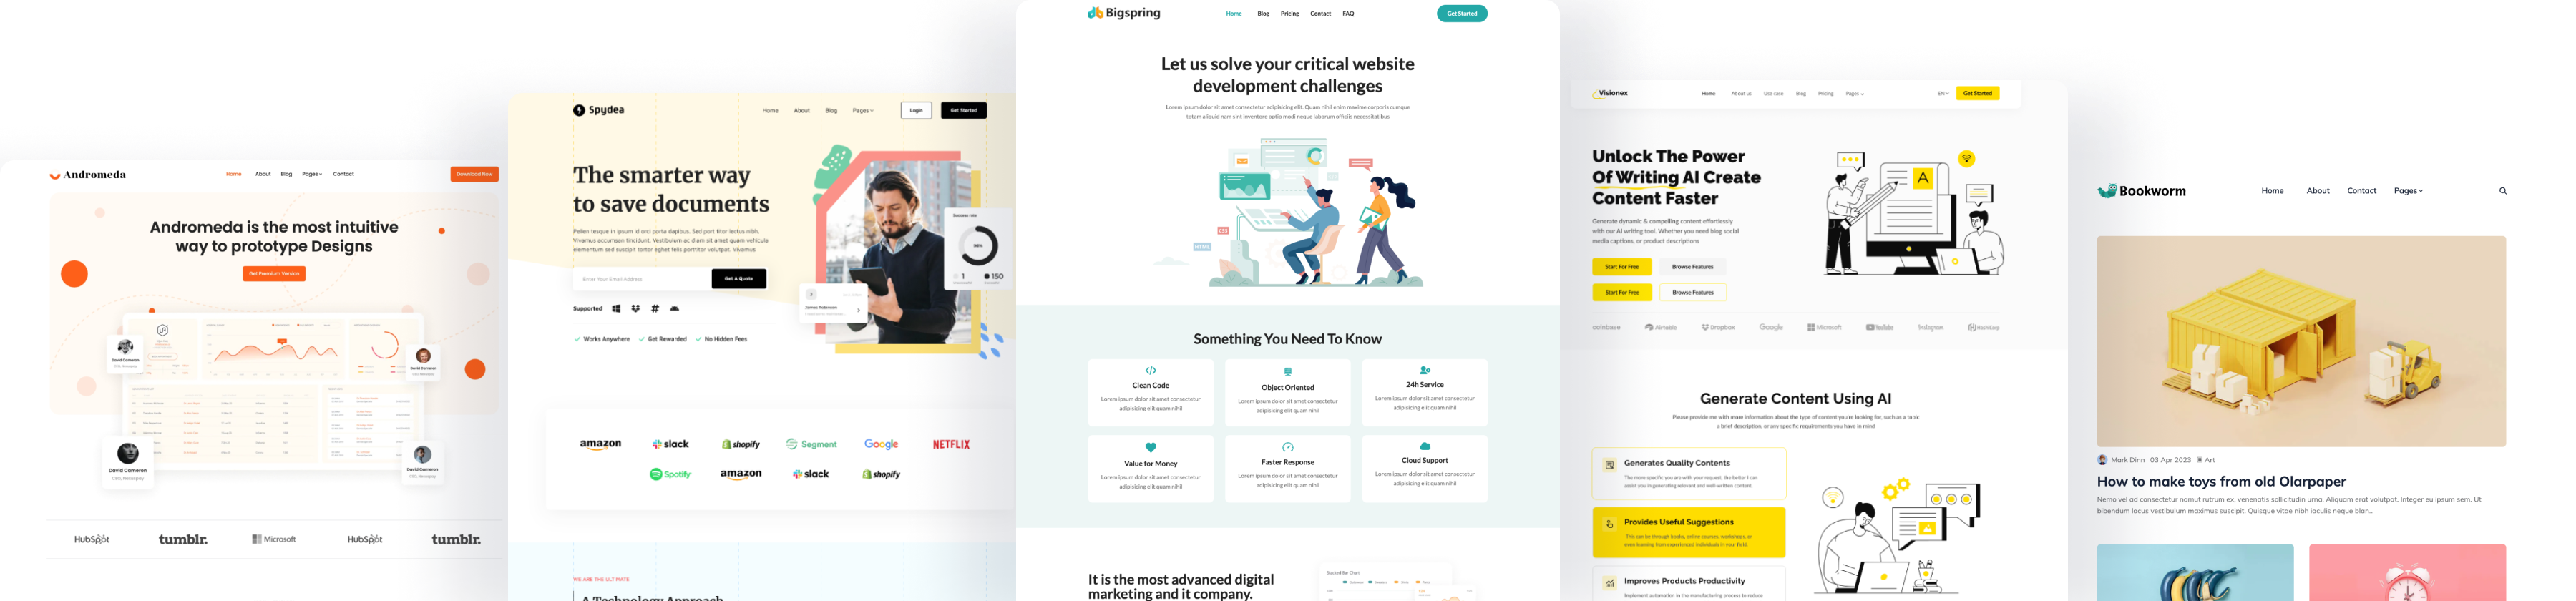 Andromeda
Home About Blog Pages Contact
Download Now
Andromeda is the most intuitive
way to prototype Designs
Get Premium Version
David Cameron
David Cameron
David Cameron
David Cameron
HubSpot tumblr. Microsoft HubSpot tumblr.
Spydea
Home About Blog Pages
Login
Get Started
The smarter way
to save documents
Pellen tesque in ipsum id orci porta dapibus. Sed port titor lectus nibh.
Vivamus accumsan tincidunt. Vestibulum ac diam sit amet quam vehicula
elementum sed suscipit tortor eghet felis porttitor volutpat. Vivamus
Enter Your Email Address
Get A Quote
Supported
Works Anywhere Get Rewarded No Hidden Fees
Success rate
1 150
James Robinson
amazon slack shopify Segment Google NETFLIX
Spotify amazon slack shopify
WE ARE THE ULTIMATE
A Technology Approach
Bigspring
Home Blog Pricing Contact FAQ
Get Started
Let us solve your critical website
development challenges
Lorem ipsum dolor sit amet consectetur adipisicing elit. Quam nihil enim maxime corporis cumque
totam aliquid nam sint inventore optio modi neque laborum officiis necessitatibus
CSS
HTML
Something You Need To Know
Clean Code
Lorem ipsum dolor sit amet consectetur
adipisicing elit quam nihil
Object Oriented
Lorem ipsum dolor sit amet consectetur
adipisicing elit quam nihil
24h Service
Lorem ipsum dolor sit amet consectetur
adipisicing elit quam nihil
Value for Money
Lorem ipsum dolor sit amet consectetur
adipisicing elit quam nihil
Faster Response
Lorem ipsum dolor sit amet consectetur
adipisicing elit quam nihil
Cloud Support
Lorem ipsum dolor sit amet consectetur
adipisicing elit quam nihil
It is the most advanced digital
marketing and it company.
Stacked Bar Chart
Visionex
Home About us Use case Blog Pricing Pages
EN
Get Started
Unlock The Power
Of Writing AI Create
Content Faster
Generate dynamic & compelling content effortlessly
with our AI writing tool. Whether you need blog social
media captions, or product descriptions
Start For Free Browse Features
Start For Free Browse Features
A
coinbase Airtable Dropbox Google Microsoft YouTube Instagram HashiCorp
Generate Content Using AI
Please provide me with more information about the type of content you're looking for, such as a topic
a brief description, or any specific requirements you have in mind
Generates Quality Contents
The more specific you are with your request, the better I can
assist you in generating relevant and well-written content.
Provides Useful Suggestions
This can be through books, online courses, workshops, or
even learning from experienced individuals in your field.
Improves Products Productivity
Implement automation in the manufacturing process to reduce
Bookworm
Home About Contact Pages
Mark Dinn 03 Apr 2023 Art
How to make toys from old Olarpaper
Nemo vel ad consectetur namut rutrum ex, venenatis sollicitudin urna. Aliquam erat volutpat. Integer eu ipsum sem. Ut
bibendum lacus vestibulum maximus suscipit. Quisque vitae nibh iaculis neque blan...